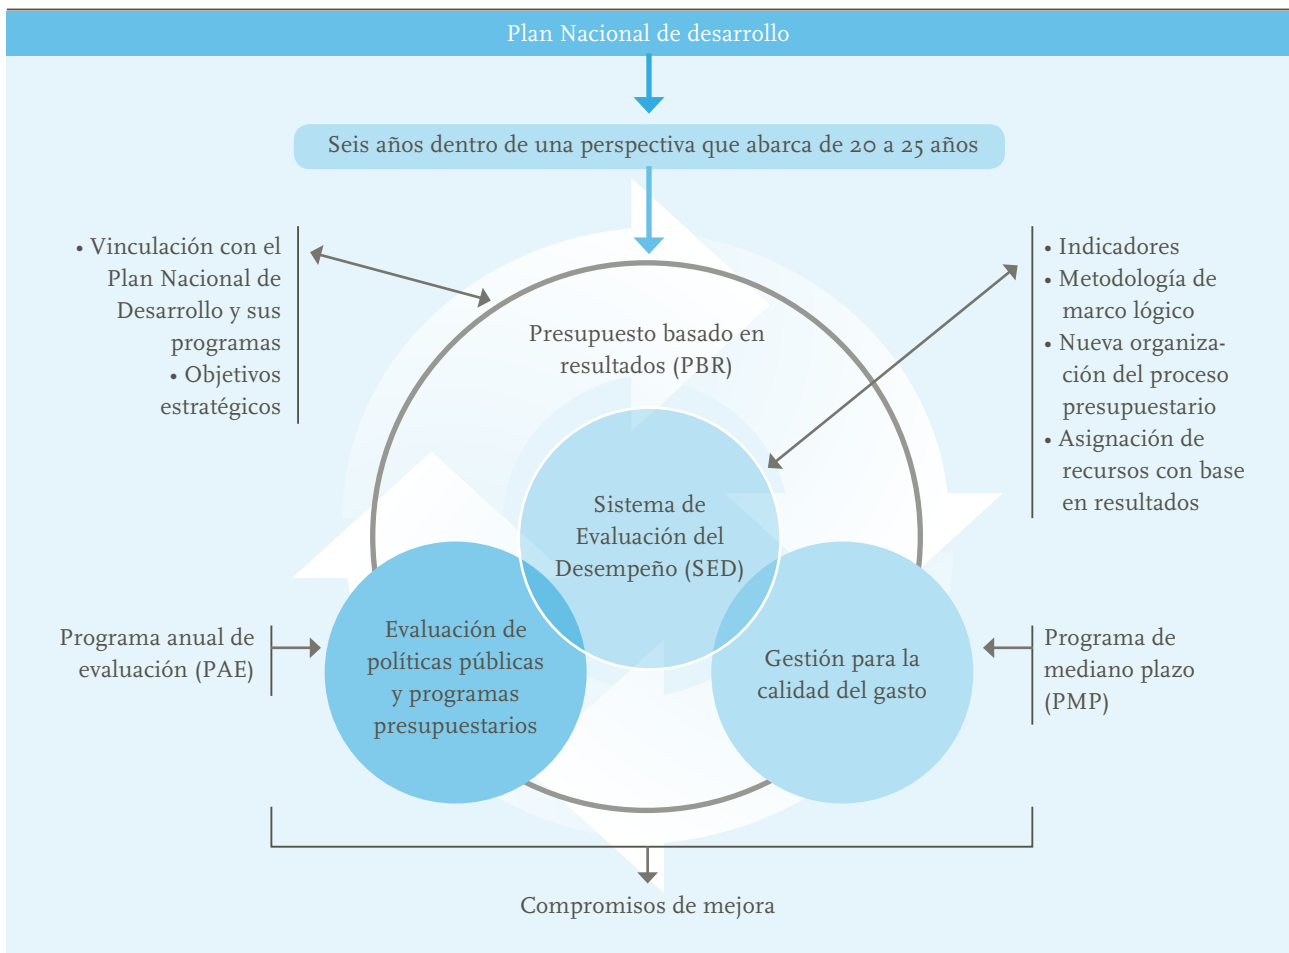 Plan Nacional de desarrollo
Seis años dentro de una perspectiva que abarca de 20 a 25 años
• Vinculación con el
Plan Nacional de
Desarrollo y sus
programas
• Objetivos
estratégicos
Presupuesto basado en
resultados (PBR)
• Indicadores
• Metodología de
marco lógico
• Nueva organiza-
ción del proceso
presupuestario
• Asignación de
recursos con base
en resultados
Sistema de
Evaluación del
Desempeño (SED)
Programa anual de
evaluación (PAE)
Evaluación de
políticas públicas
y programas
presupuestarios
Gestión para la
calidad del gasto
Programa de
mediano plazo
(PMP)
Compromisos de mejora